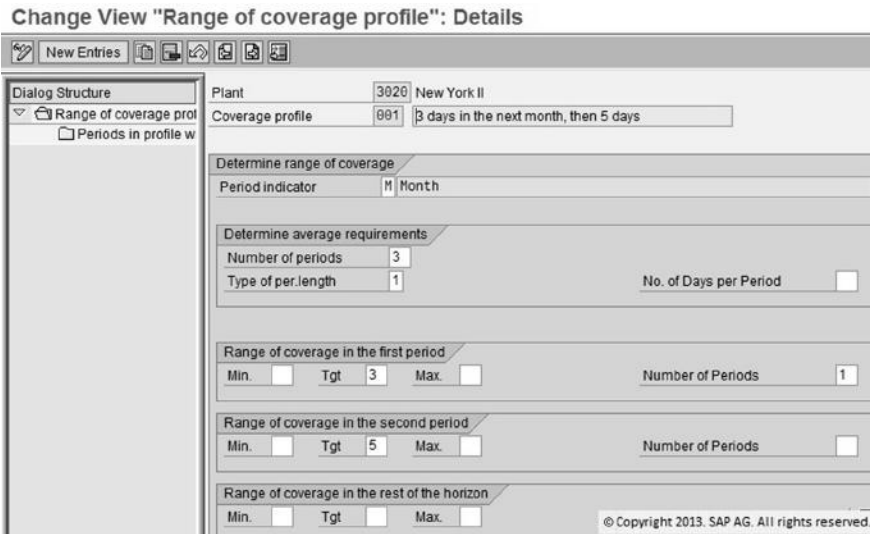 Change View "Range of coverage profile": Details
New Entries
Dialog Structure
Range of coverage prof
Periods in profile w
Plant 3020 New York II
Coverage profile 001 3 days in the next month, then 5 days
Determine range of coverage
Period indicator M Month
Determine average requirements
Number of periods 3
Type of per.length 1 No. of Days per Period
Range of coverage in the first period
Min. Tgt 3 Max. Number of Periods 1
Range of coverage in the second period
Min. Tgt 5 Max. Number of Periods
Range of coverage in the rest of the horizon
Min. Tgt Max.
© Copyright 2013. SAP AG. All rights reserved.